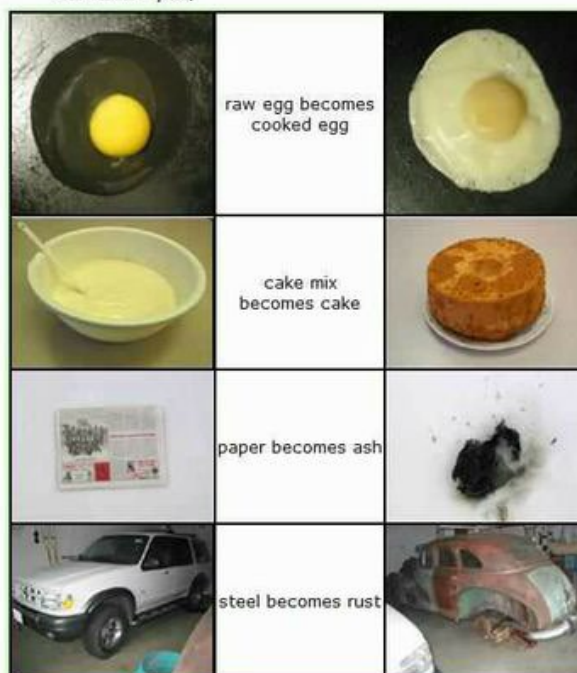 raw egg becomes
cooked egg
cake mix
becomes cake
paper becomes ash
steel becomes rust